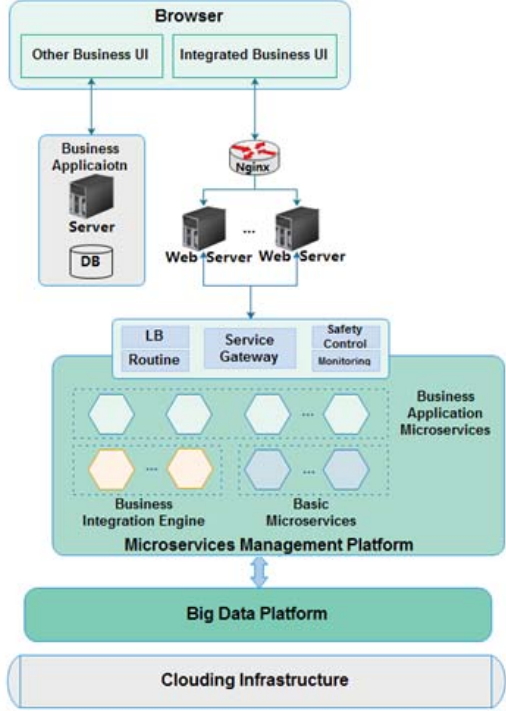 Browser
Other Business UI
Integrated Business UI
Business
Applicaiotn
Server
DB
Nginx
...
Web Server
Web Server
LB
Routine
Service
Gateway
Safety
Control
Monitoring
...
Business
Application
Microservices
...
...
Business
Integration Engine
Basic
Microservices
Microservices Management Platform
Big Data Platform
Clouding Infrastructure